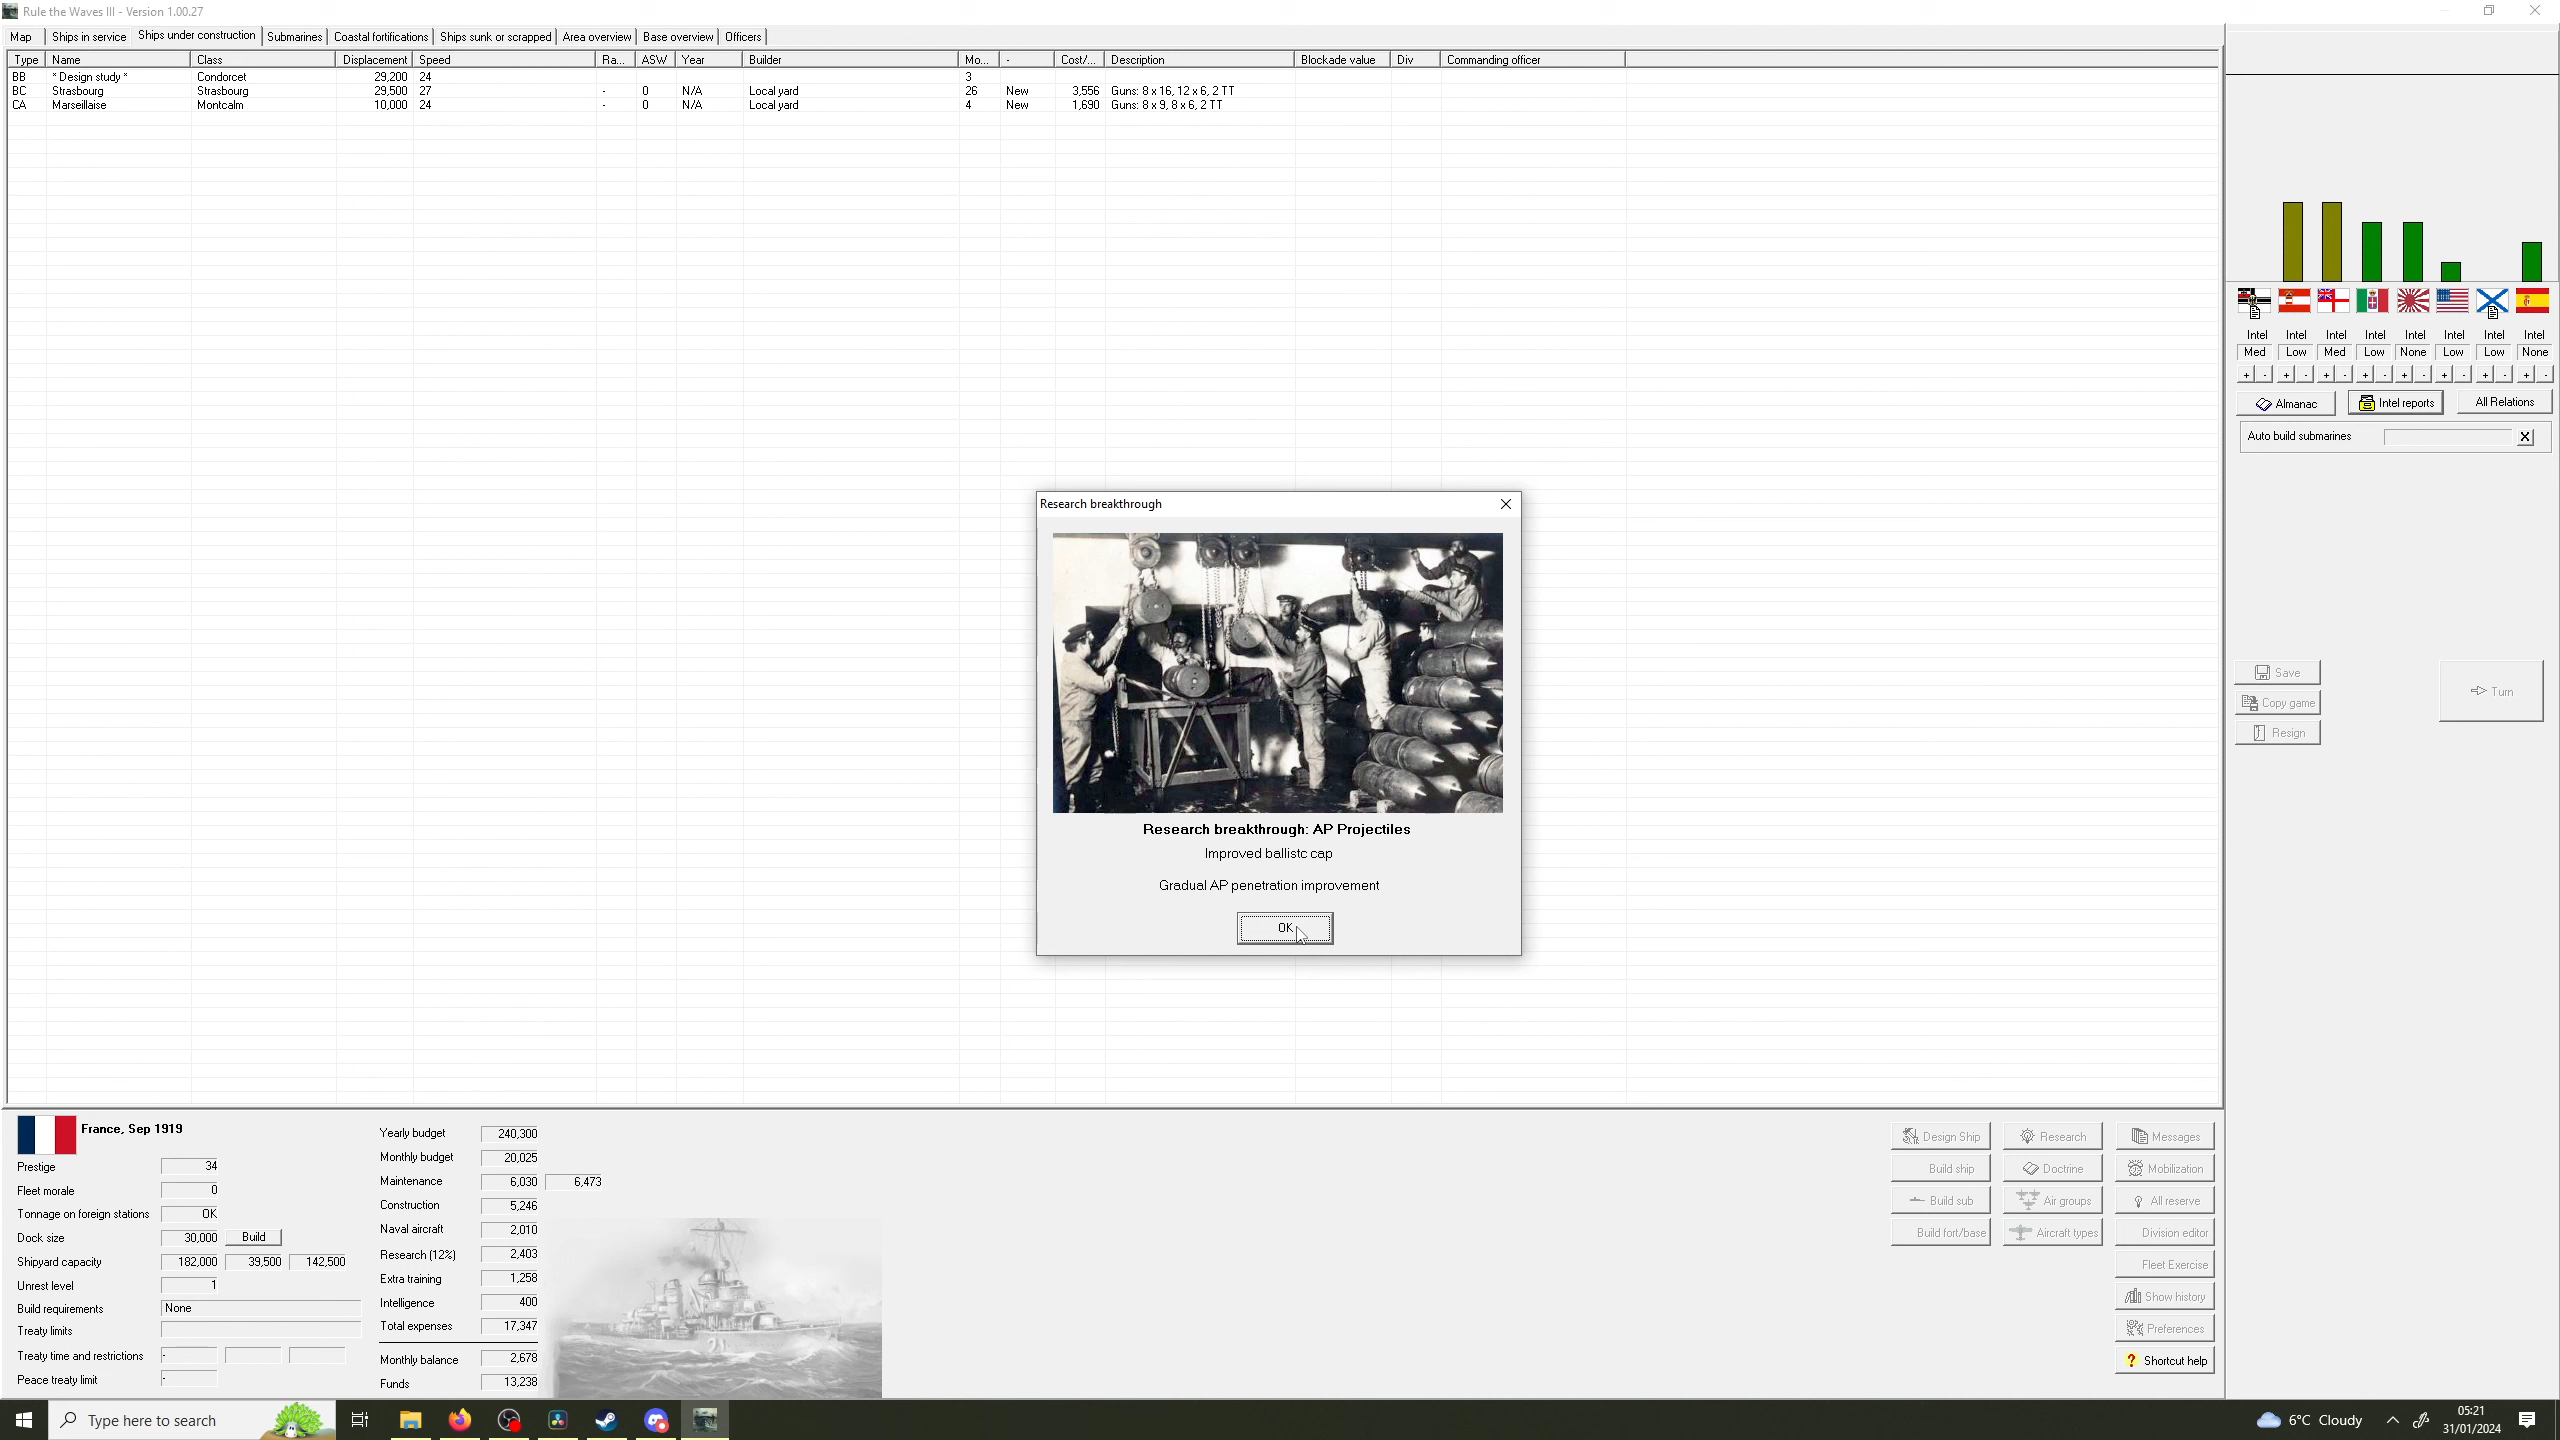 Rule the Waves III - Version 1.00.27
Map Ships in service Ships under construction Submarines Coastal fortifications Ships sunk or scrapped Area overview Base overview Officers
Type Name Class Displacement Speed Ra... ASW Year Builder Mo... - Cost/... Description Blockade value Div Commanding officer
BB * Design study * Condorcet 29,200 24 3
BC Strasbourg Strasbourg 29,500 27 - 0 N/A Local yard 26 New 3,556 Guns: 8 x 16, 12 x 6, 2 TT
CA Marseillaise Montcalm 10,000 24 - 0 N/A Local yard 4 New 1,690 Guns: 8 x 9, 8 x 6, 2 TT
Intel Intel Intel Intel Intel Intel Intel Intel
Med Low Med Low None Low Low None
+ - + - + - + - + - + - + - + -
Almanac Intel reports All Relations
Auto build submarines X
Save
Copy game
Resign
Turn
Research breakthrough
Research breakthrough: AP Projectiles
Improved ballistc cap
Gradual AP penetration improvement
OK
France, Sep 1919
Prestige 34
Fleet morale 0
Tonnage on foreign stations OK
Dock size 30,000 Build
Shipyard capacity 182,000 39,500 142,500
Unrest level 1
Build requirements None
Treaty limits
Treaty time and restrictions -
Peace treaty limit -
Yearly budget 240,300
Monthly budget 20,025
Maintenance 6,030 6,473
Construction 5,246
Naval aircraft 2,010
Research (12%) 2,403
Extra training 1,258
Intelligence 400
Total expenses 17,347
Monthly balance 2,678
Funds 13,238
Design Ship Research Messages
Build ship Doctrine Mobilization
Build sub Air groups All reserve
Build fort/base Aircraft types Division editor
Fleet Exercise
Show history
Preferences
? Shortcut help
Type here to search
6°C Cloudy
05:21
31/01/2024